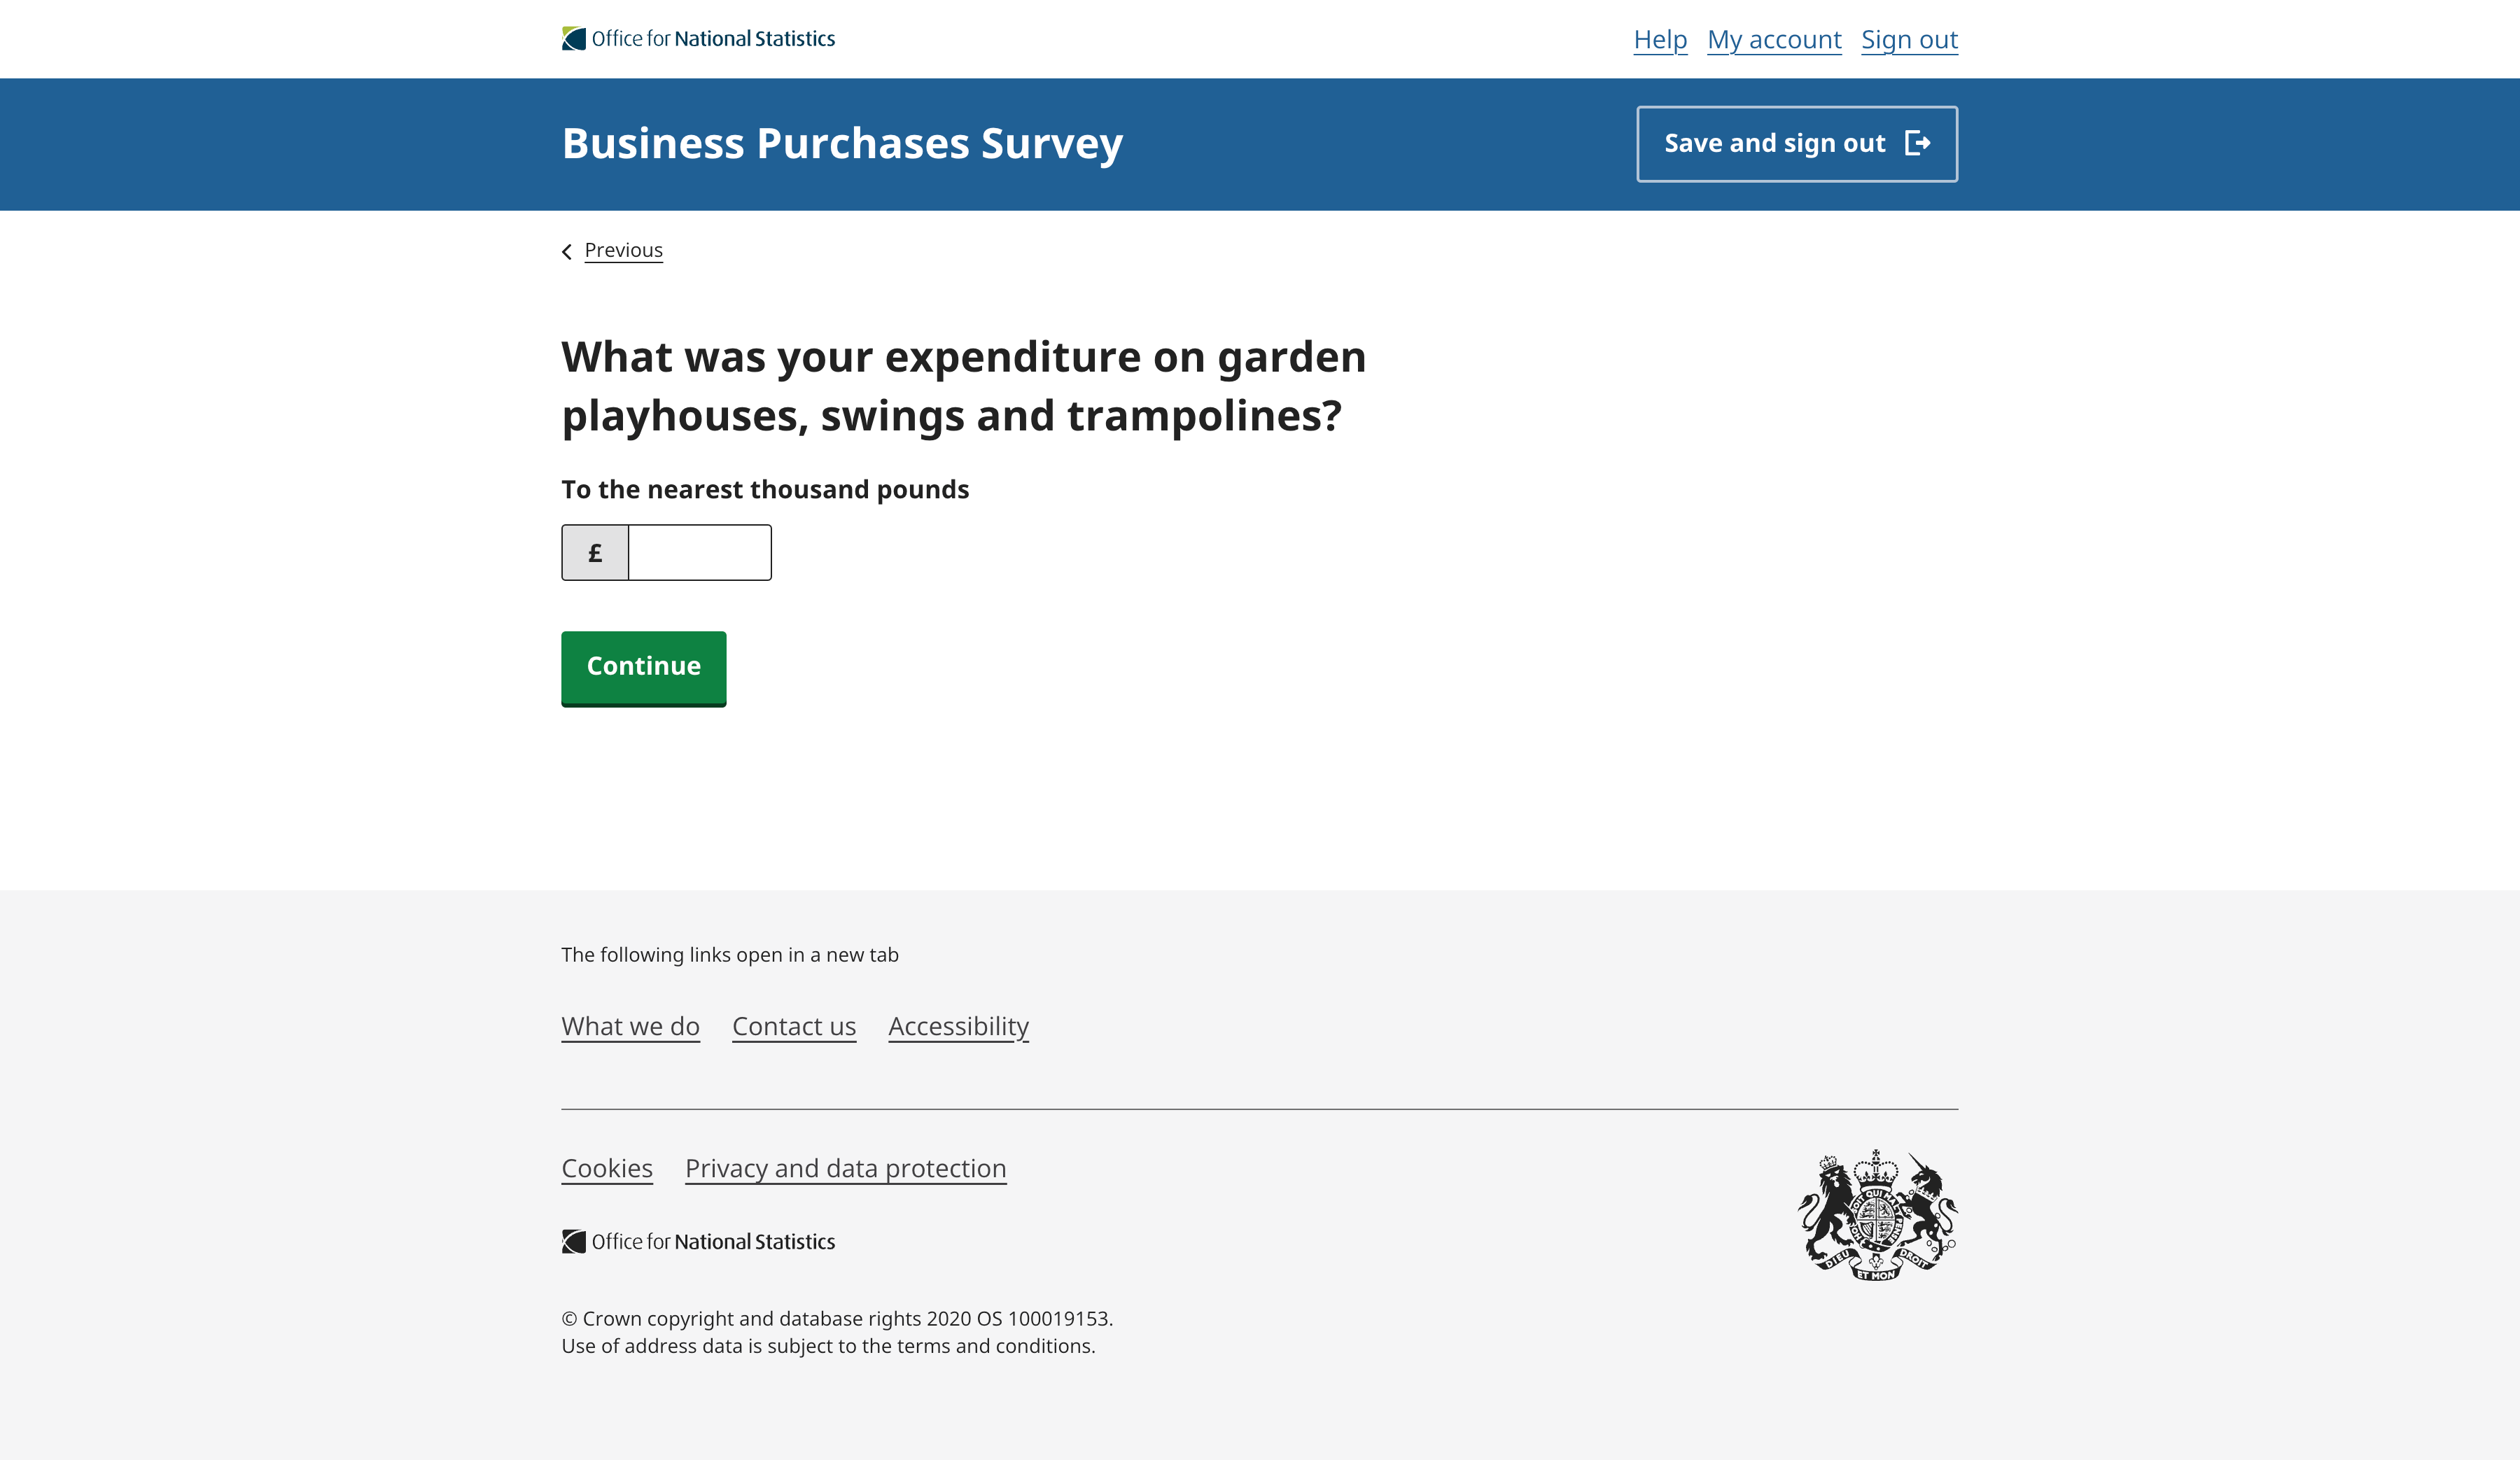 Office for National Statistics
Help My account Sign out
Business Purchases Survey
Save and sign out
Previous
What was your expenditure on garden
playhouses, swings and trampolines?
To the nearest thousand pounds
£
Continue
The following links open in a new tab
What we do Contact us Accessibility
Cookies Privacy and data protection
Office for National Statistics
DIEU ET MON DROIT
© Crown copyright and database rights 2020 OS 100019153.
Use of address data is subject to the terms and conditions.